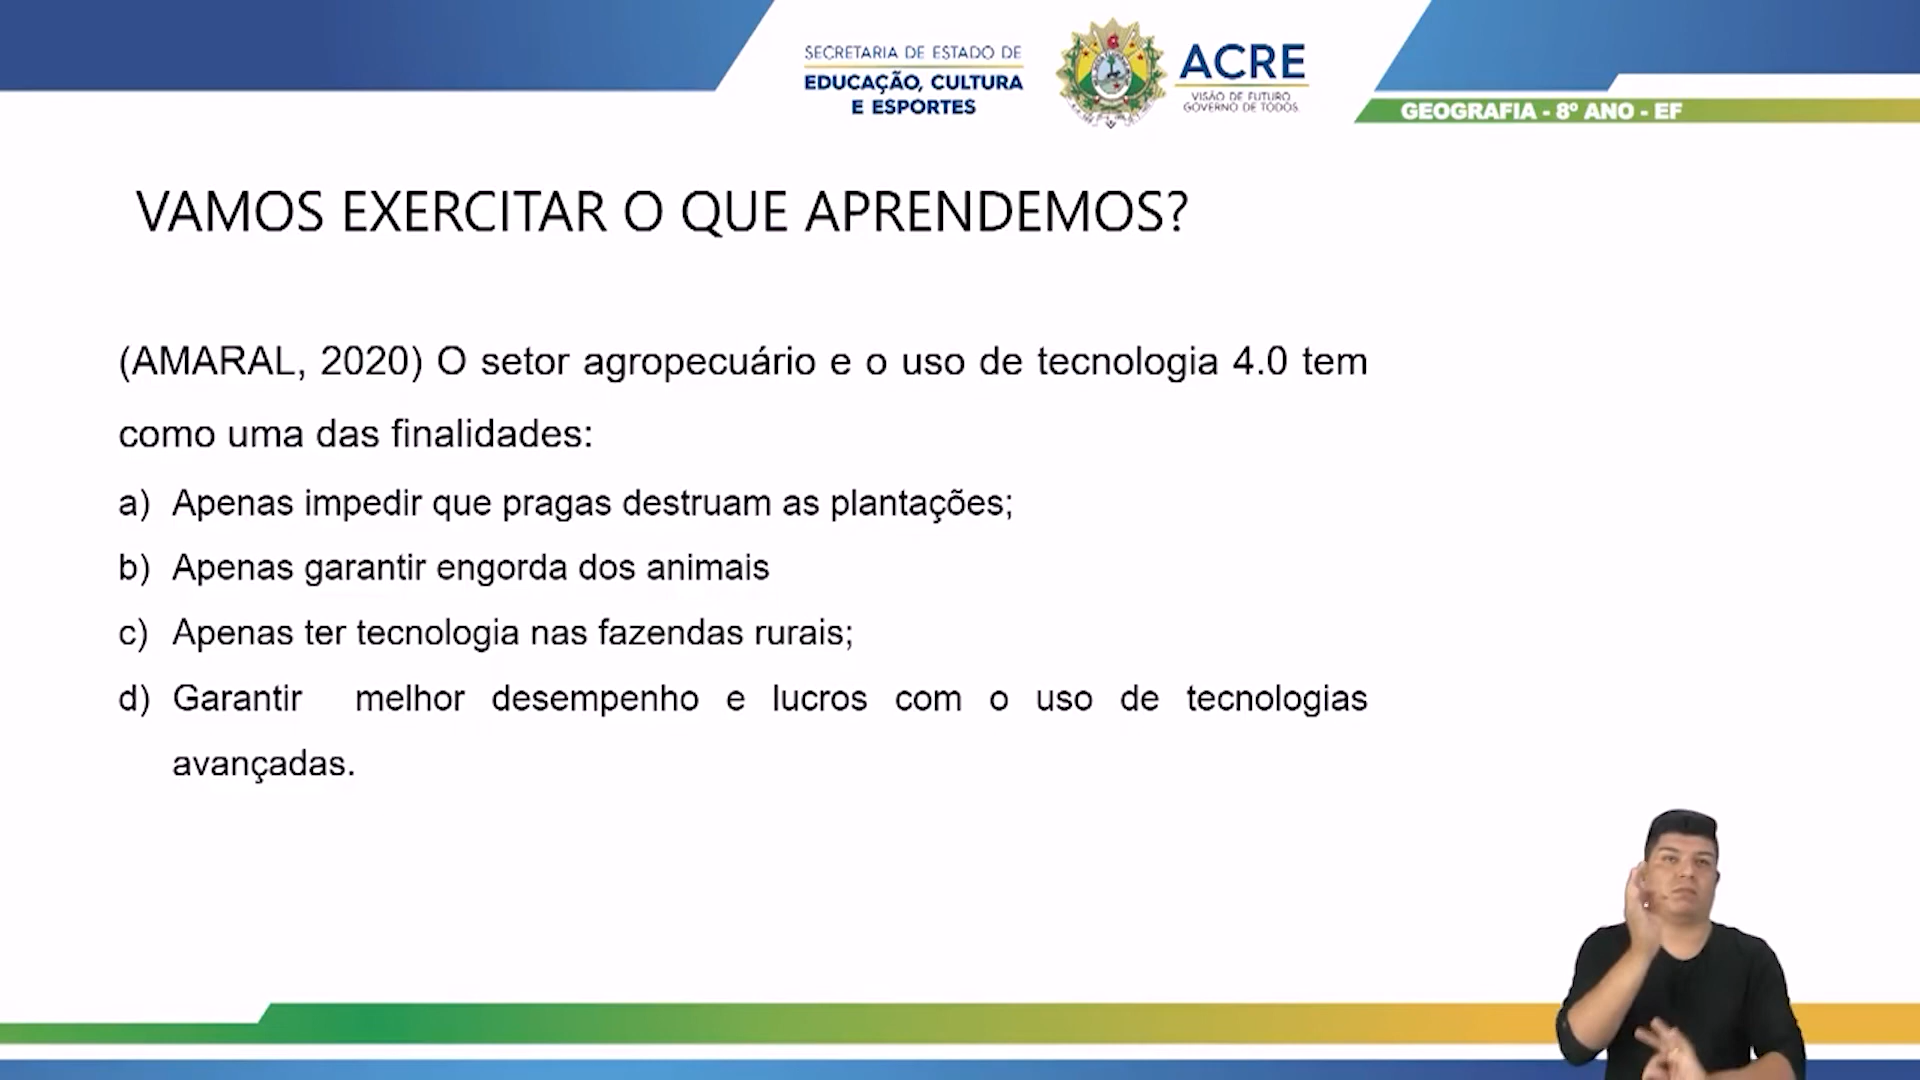 SECRETARIA DE ESTADO DE
EDUCAÇÃO, CULTURA
E ESPORTES
ACRE
VISÃO DE FUTURO
GOVERNO DE TODOS
GEOGRAFIA - 8º ANO - EF
VAMOS EXERCITAR O QUE APRENDEMOS?
(AMARAL, 2020) O setor agropecuário e o uso de tecnologia 4.0 tem
como uma das finalidades:
a) Apenas impedir que pragas destruam as plantações;
b) Apenas garantir engorda dos animais
c) Apenas ter tecnologia nas fazendas rurais;
d) Garantir melhor desempenho e lucros com o uso de tecnologias
avançadas.